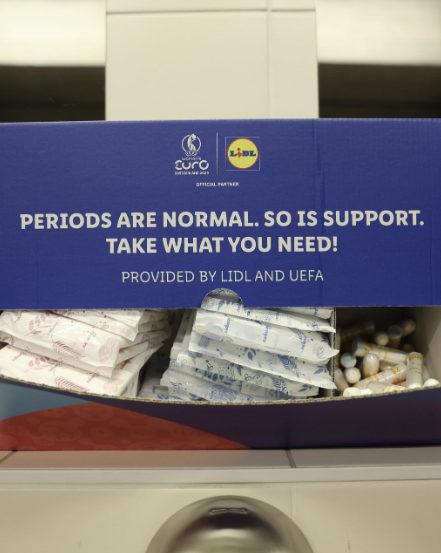 WOMEN'S
EURO
SWITZERLAND 2025
LIDL
OFFICIAL PARTNER
PERIODS ARE NORMAL. SO IS SUPPORT.
TAKE WHAT YOU NEED!
PROVIDED BY LIDL AND UEFA